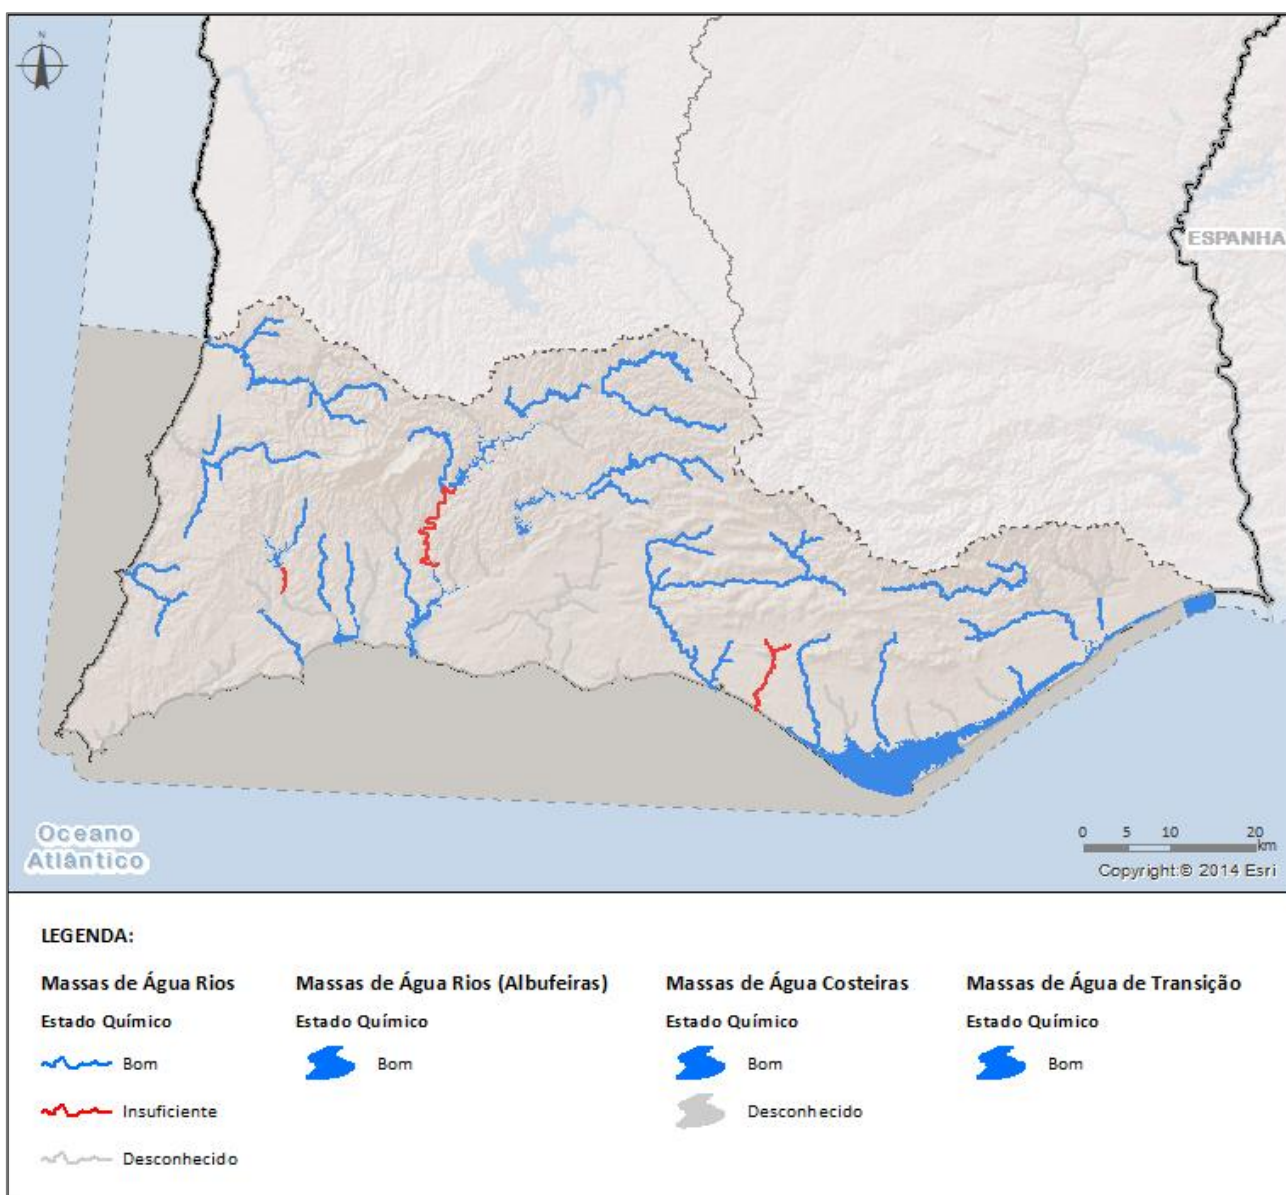 N
ESPANHA
Oceano
Atlântico
0 5 10 20
km
Copyright:© 2014 Esri
LEGENDA:
Massas de Água Rios Massas de Água Rios (Albufeiras) Massas de Água Costeiras Massas de Água de Transição
Estado Químico Estado Químico Estado Químico Estado Químico
Bom Bom Bom Bom
Insuficiente Desconhecido
Desconhecido